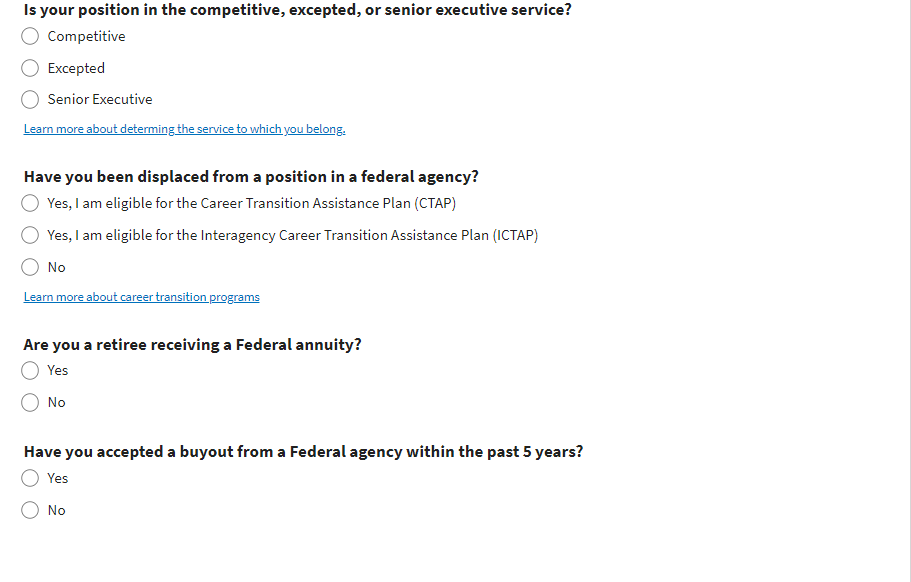 Is your position in the competitive, excepted, or senior executive service?
Competitive
Excepted
Senior Executive
Learn more about determing the service to which you belong.
Have you been displaced from a position in a federal agency?
Yes, I am eligible for the Career Transition Assistance Plan (CTAP)
Yes, I am eligible for the Interagency Career Transition Assistance Plan (ICTAP)
No
Learn more about career transition programs
Are you a retiree receiving a Federal annuity?
Yes
No
Have you accepted a buyout from a Federal agency within the past 5 years?
Yes
No